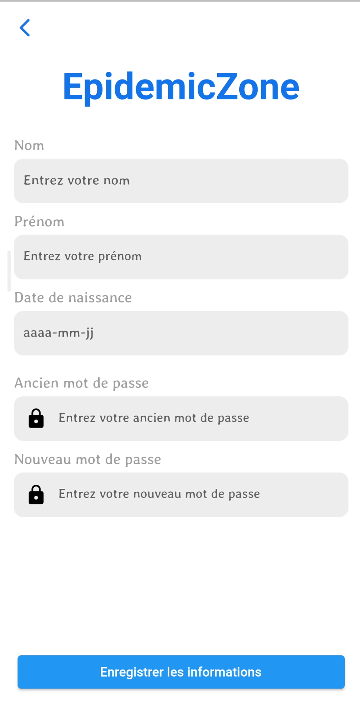 EpidemicZone
Nom
Entrez votre nom
Prénom
Entrez votre prénom
Date de naissance
aaaa-mm-jj
Ancien mot de passe
Entrez votre ancien mot de passe
Nouveau mot de passe
Entrez votre nouveau mot de passe
Enregistrer les informations